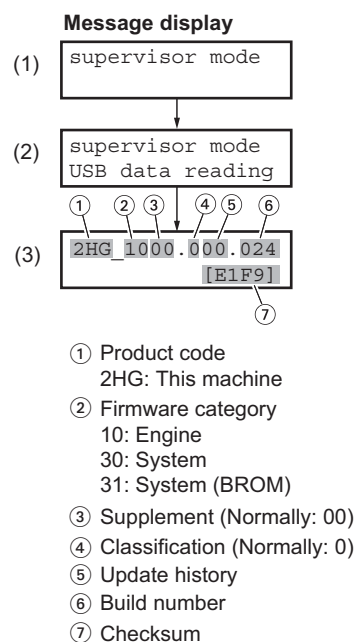 Message display
(1)
supervisor mode
(2)
supervisor mode
USB data reading
① ② ③ ④ ⑤ ⑥
(3)
2HG_1000.000.024
[E1F9]
⑦
① Product code
2HG: This machine
② Firmware category
10: Engine
30: System
31: System (BROM)
③ Supplement (Normally: 00)
④ Classification (Normally: 0)
⑤ Update history
⑥ Build number
⑦ Checksum